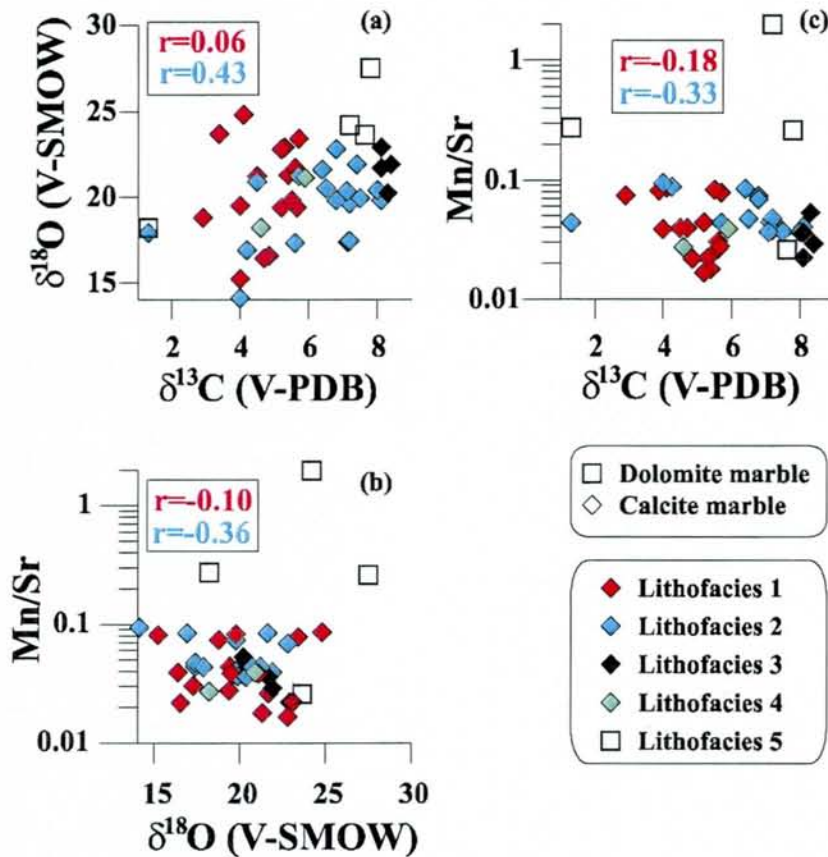 (a)
r=0.06
r=0.43
30
25
20
15
δ¹⁸O (V-SMOW)
2 4 6 8
δ¹³C (V-PDB)
(c)
r=-0.18
r=-0.33
1
0.1
0.01
Mn/Sr
2 4 6 8
δ¹³C (V-PDB)
(b)
r=-0.10
r=-0.36
1
0.1
0.01
Mn/Sr
15 20 25 30
δ¹⁸O (V-SMOW)
Dolomite marble
Calcite marble
Lithofacies 1
Lithofacies 2
Lithofacies 3
Lithofacies 4
Lithofacies 5